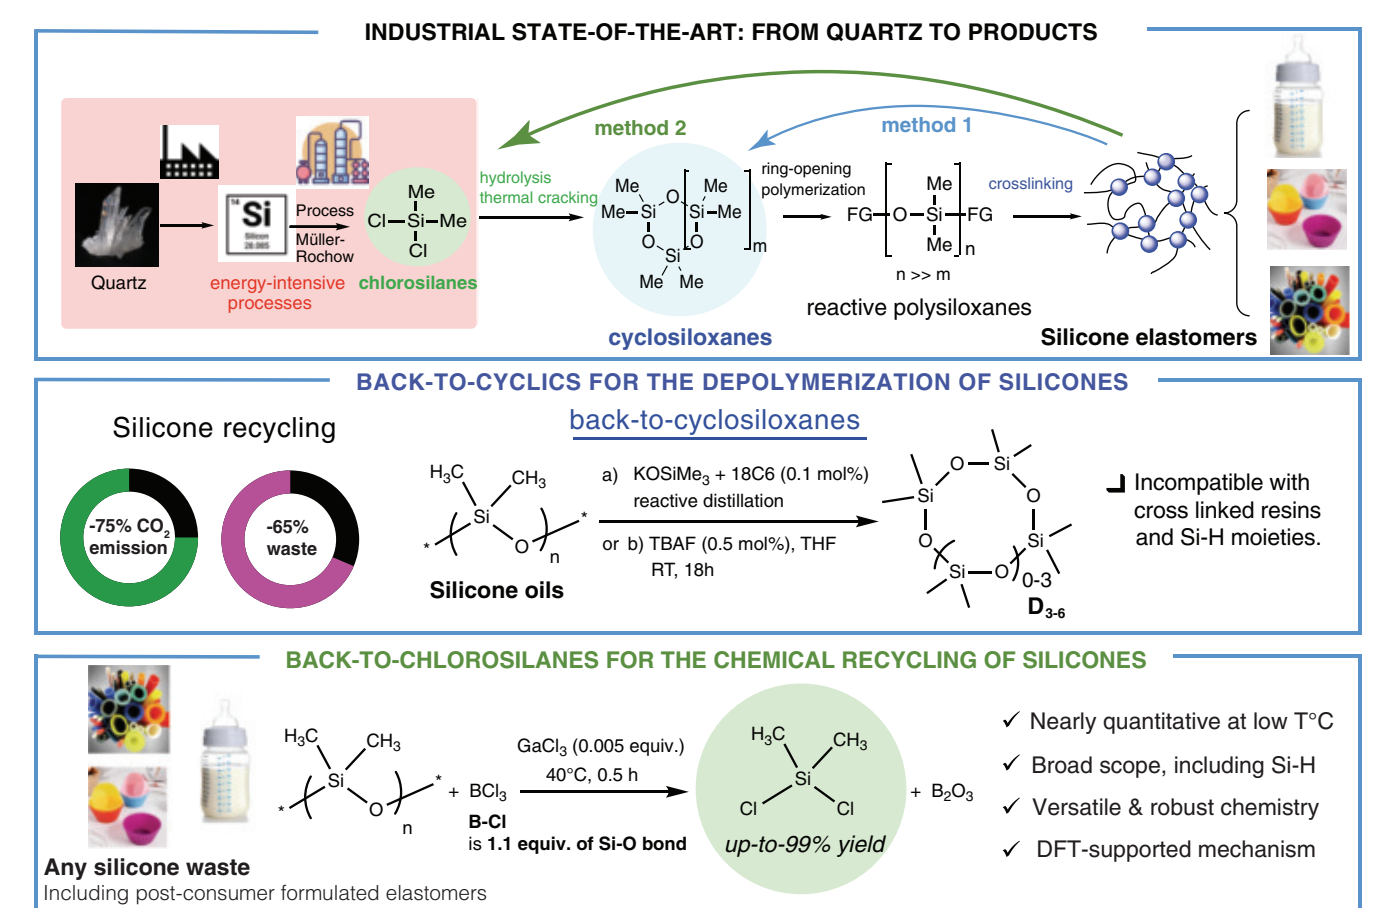 INDUSTRIAL STATE-OF-THE-ART: FROM QUARTZ TO PRODUCTS
method 2
method 1
hydrolysis
thermal cracking
ring-opening
polymerization
crosslinking
14
Si
Silicon
28.085
Process
Müller-
Rochow
Me
Cl Si Me
Cl
Me Me
O
Me Si Si Me
O O
Si
m
Me Me
Me
FG O Si FG
Me
n
n >> m
Quartz
energy-intensive
processes
chlorosilanes
cyclosiloxanes
reactive polysiloxanes
Silicone elastomers
BACK-TO-CYCLICS FOR THE DEPOLYMERIZATION OF SILICONES
Silicone recycling
-75% CO2
emission
-65%
waste
back-to-cyclosiloxanes
H3C CH3
Si
* O n *
Silicone oils
a) KOSiMe3 + 18C6 (0.1 mol%)
reactive distillation
or b) TBAF (0.5 mol%), THF
RT, 18h
O Si
Si O
O Si
Si O 0-3
D3-6
Incompatible with
cross linked resins
and Si-H moieties.
BACK-TO-CHLOROSILANES FOR THE CHEMICAL RECYCLING OF SILICONES
H3C CH3
Si
* O n *
+ BCl3
B-Cl
is 1.1 equiv. of Si-O bond
GaCl3 (0.005 equiv.)
40°C, 0.5 h
H3C CH3
Si
Cl Cl
up-to-99% yield
+ B2O3
✓ Nearly quantitative at low T°C
✓ Broad scope, including Si-H
✓ Versatile & robust chemistry
✓ DFT-supported mechanism
Any silicone waste
Including post-consumer formulated elastomers